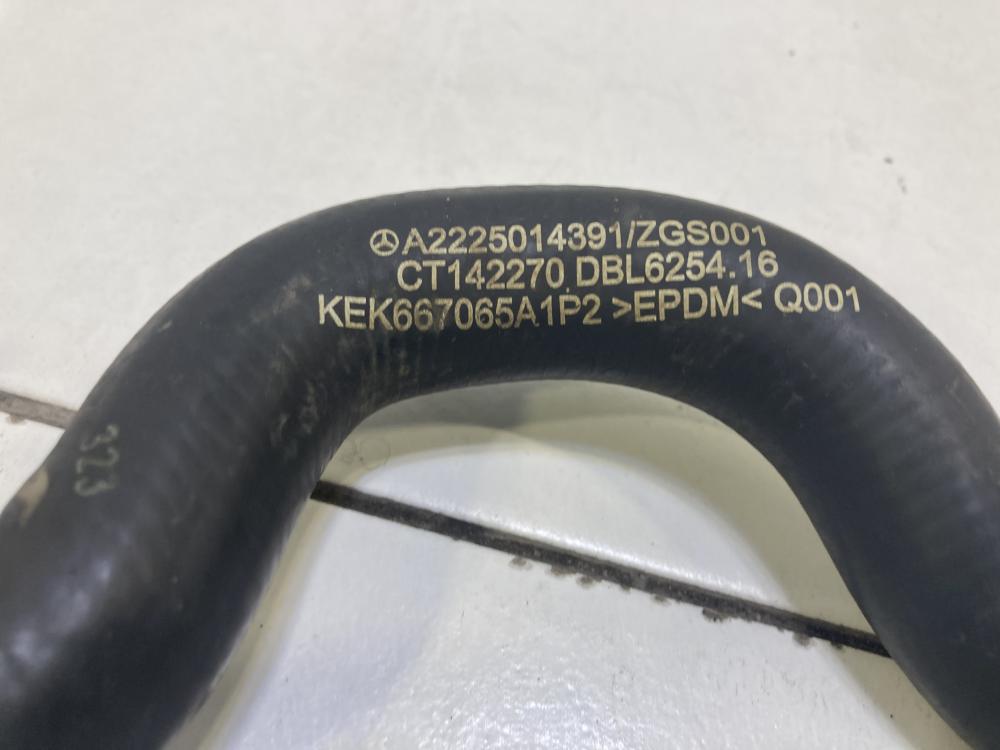 A2225014391/ZGS001
CT142270 DBL6254.16
KEK667065A1P2 >EPDM< Q001
323